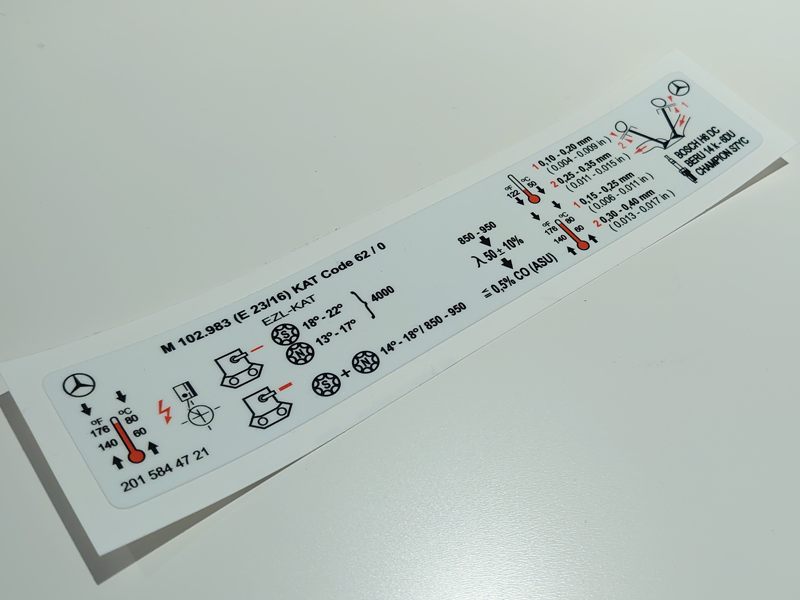 M 102.983 (E 23/16) KAT Code 62 / 0
EZL-KAT
°F °C
176 80
140 60
201 584 47 21
S 18° - 22°
N 13° - 17°
4000
S + N 14° - 18° / 850 - 950
850 - 950
λ 50 ± 10%
≤ 0,5% CO (ASU)
°F °C
122 50
1 0,10 - 0,20 mm
(0.004 - 0.009 in)
2 0,25 - 0,35 mm
(0.011 - 0.015 in)
°C
176 80
140 60
1 0,15 - 0,25 mm
(0.006 - 0.011 in)
2 0,30 - 0,40 mm
(0.013 - 0.017 in)
2
1
BOSCH H8 DC
BERU 14 K - 8DU
CHAMPION S7YC